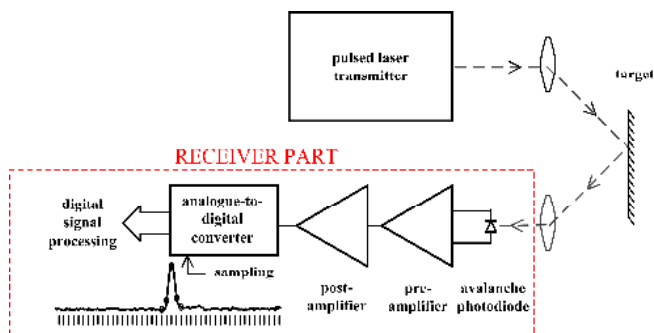 pulsed laser
transmitter
target
RECEIVER PART
digital
signal
processing
analogue-to-
digital
converter
sampling
post-
amplifier
pre-
amplifier
avalanche
photodiode